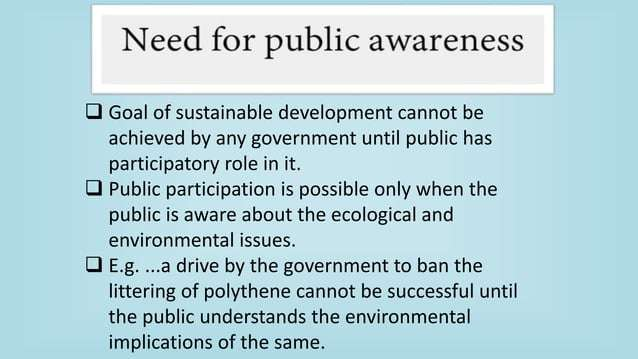 Need for public awareness
❑ Goal of sustainable development cannot be
achieved by any government until public has
participatory role in it.
❑ Public participation is possible only when the
public is aware about the ecological and
environmental issues.
❑ E.g. ...a drive by the government to ban the
littering of polythene cannot be successful until
the public understands the environmental
implications of the same.